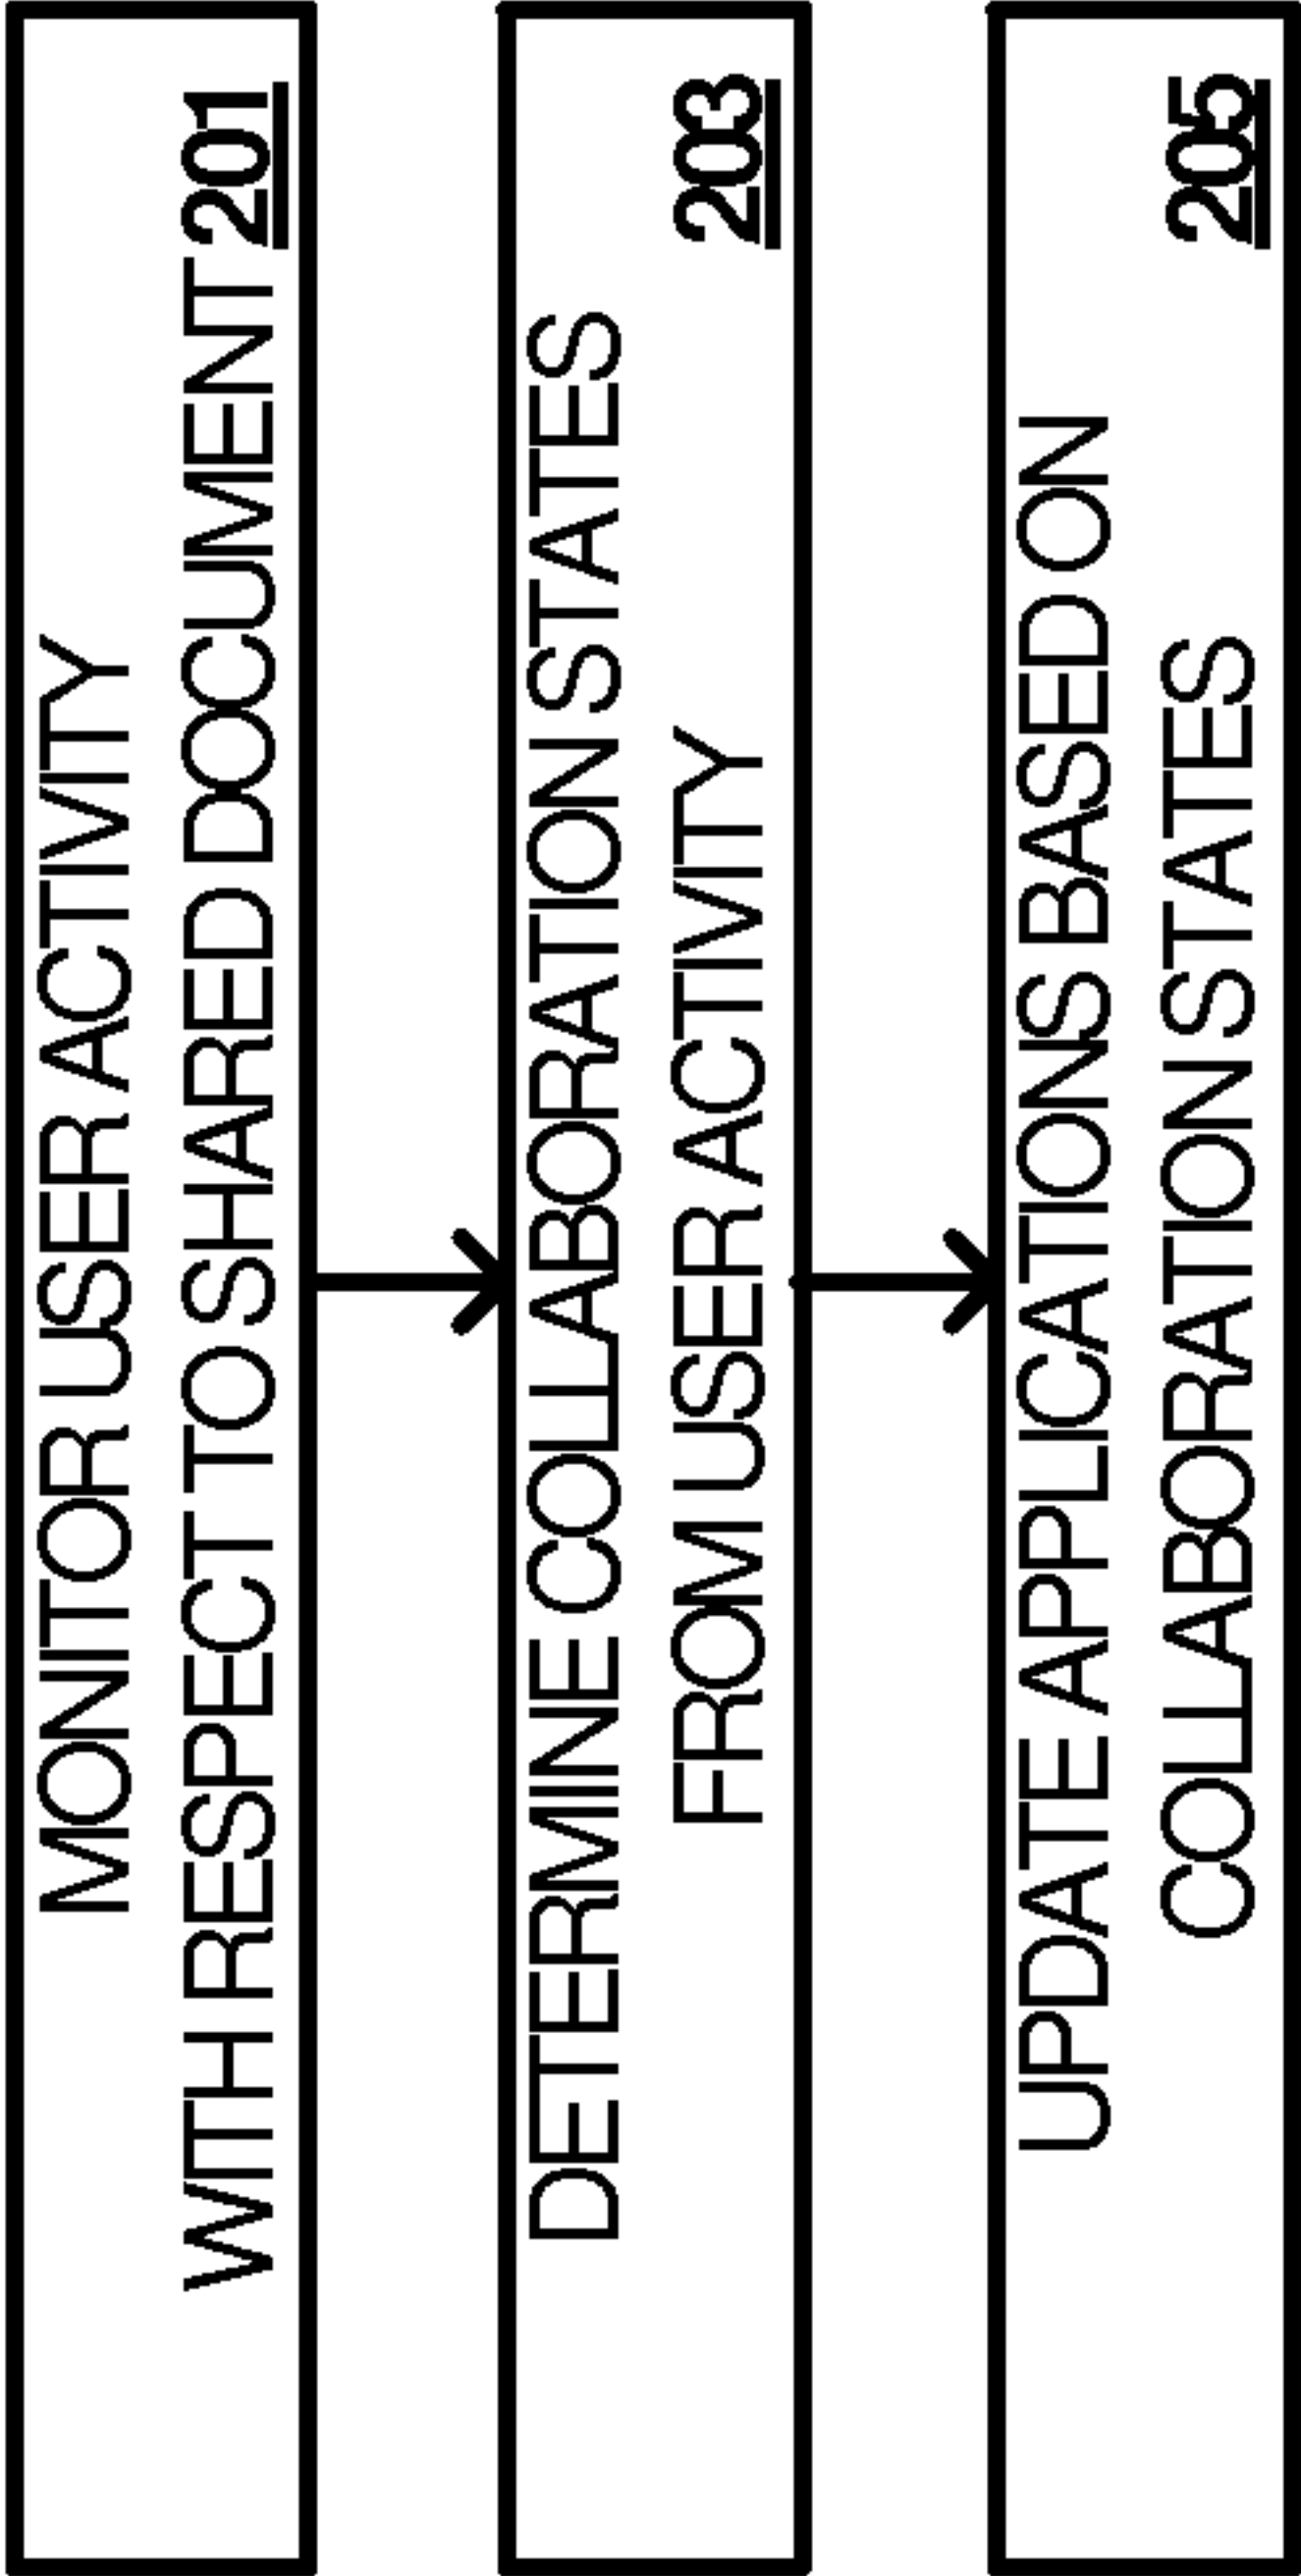 MONITOR USER ACTIVITY
WITH RESPECT TO SHARED DOCUMENT 201
DETERMINE COLLABORATION STATES
FROM USER ACTIVITY 203
UPDATE APPLICATIONS BASED ON
COLLABORATION STATES 205